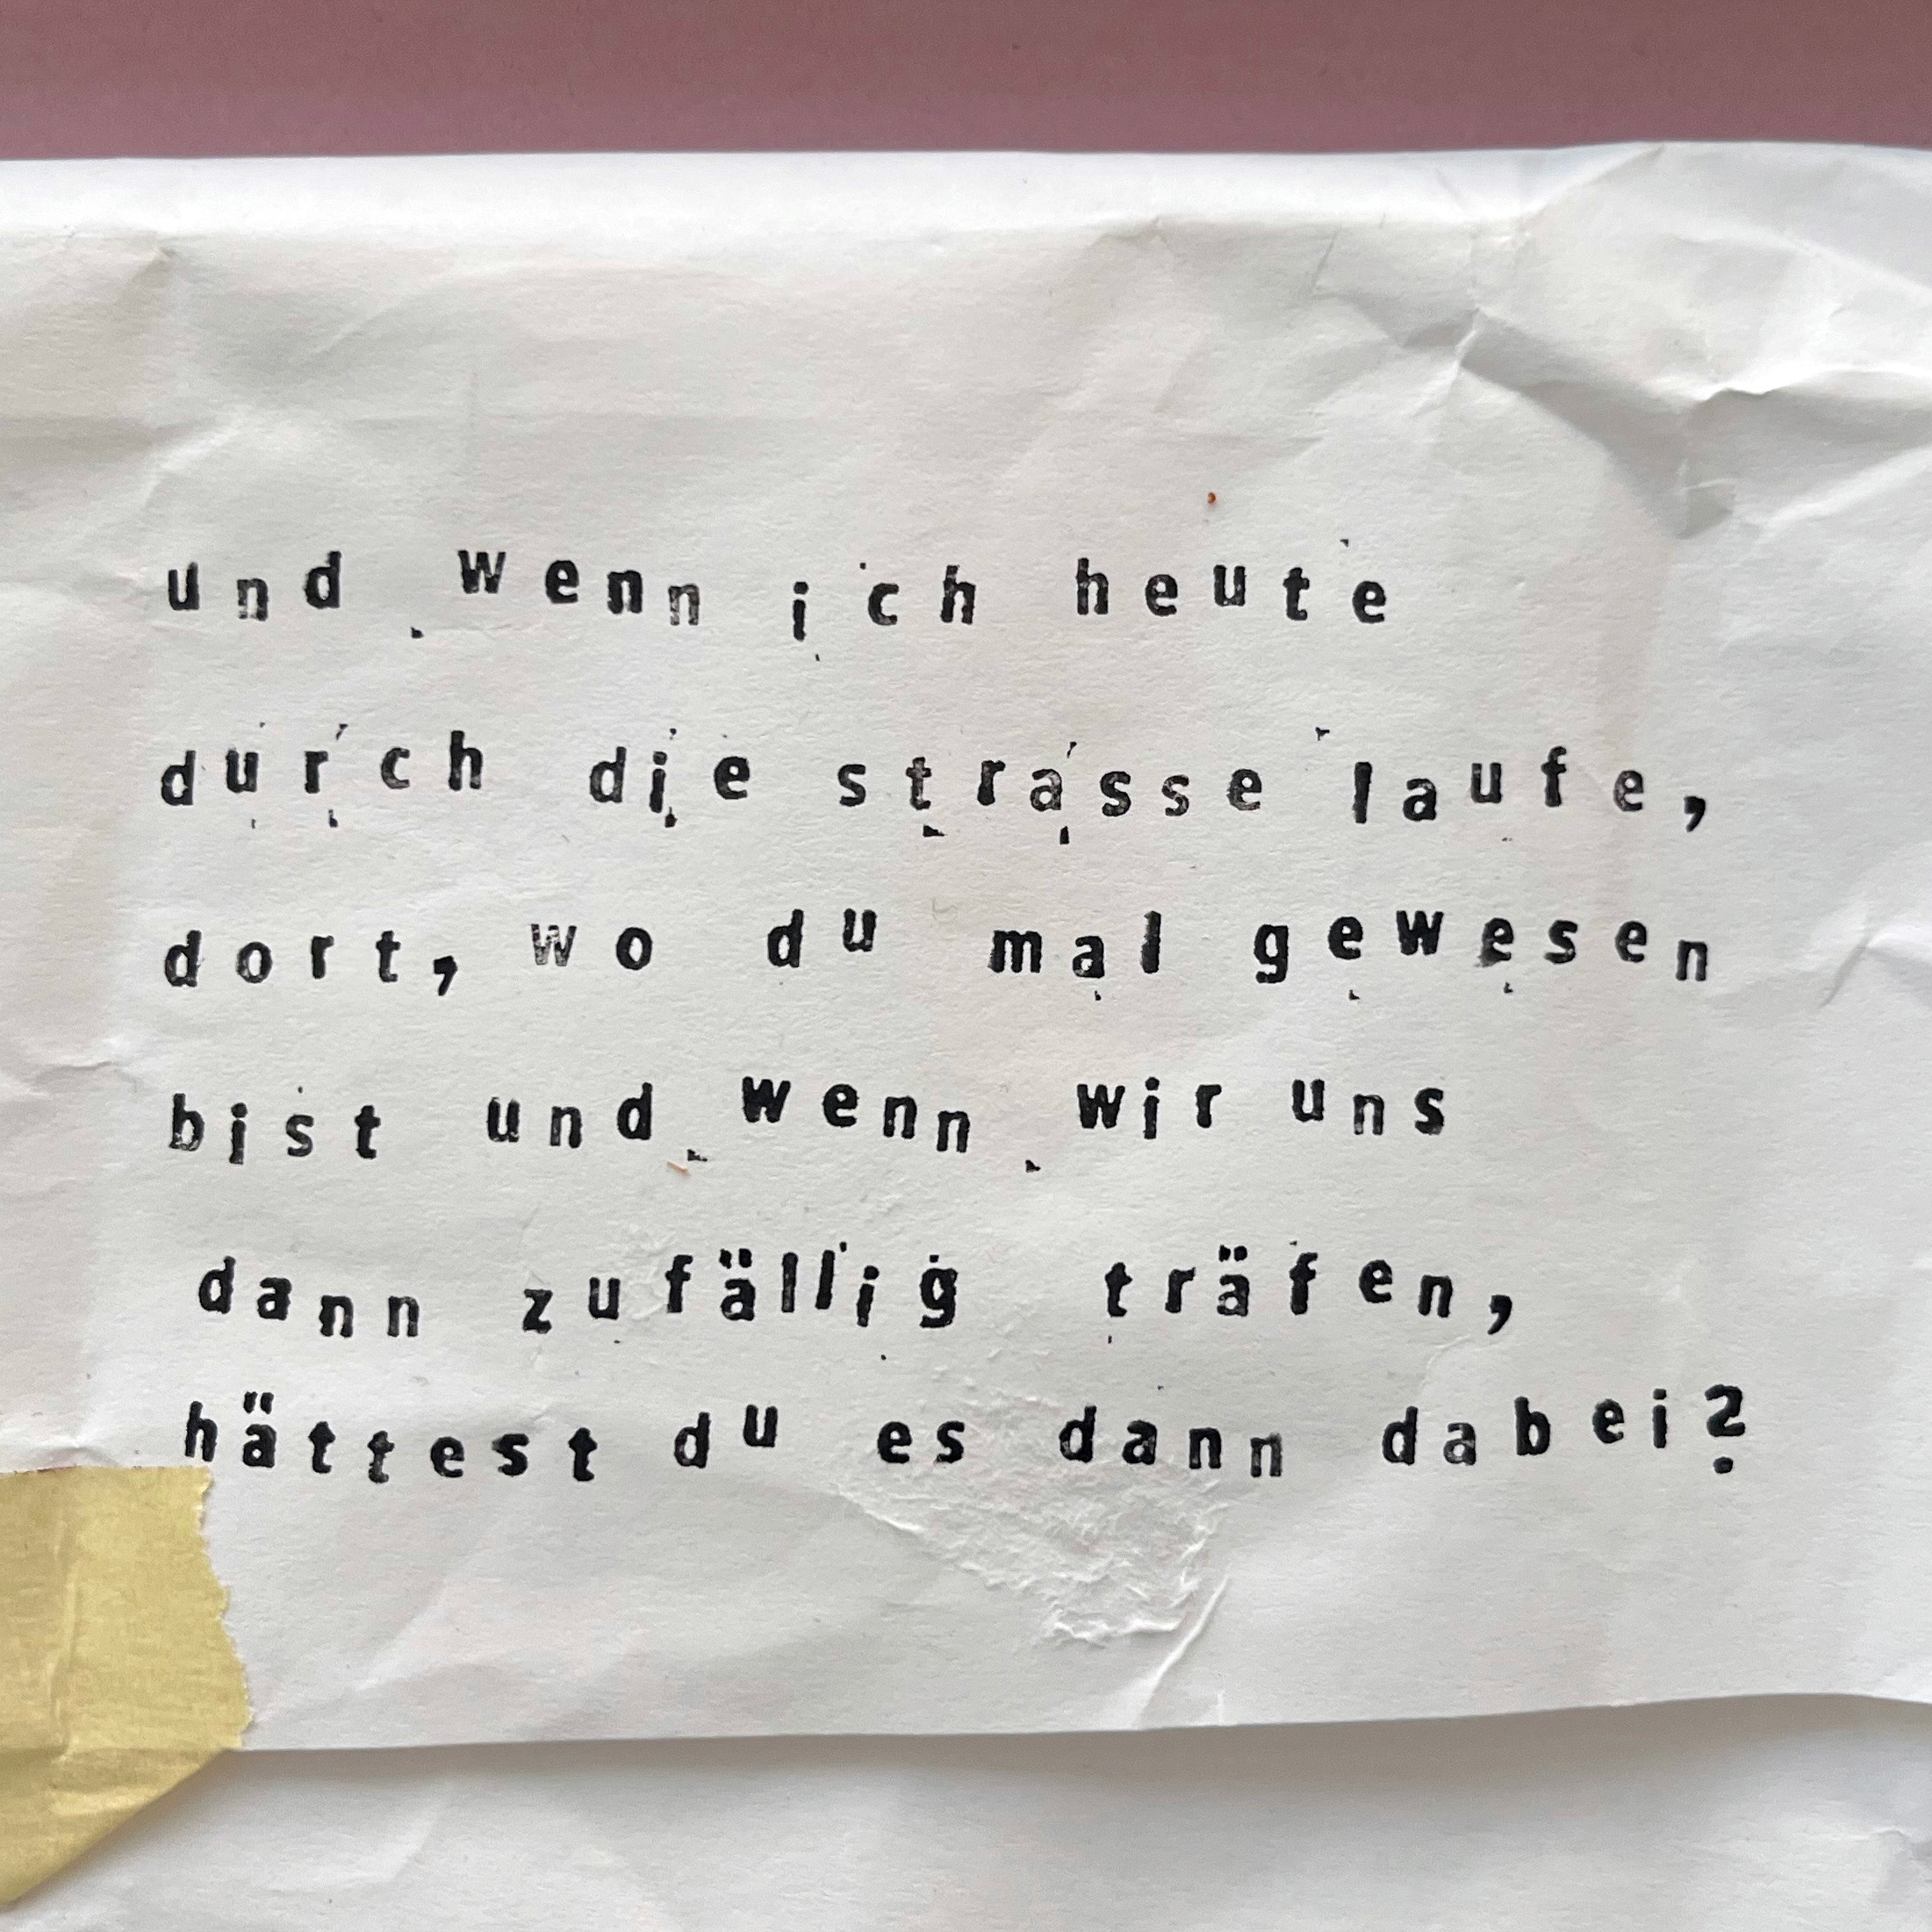 und wenn ich heute
durch die strasse laufe,
dort, wo du mal gewesen
bist und wenn wir uns
dann zufällig träfen,
hättest du es dann dabei?